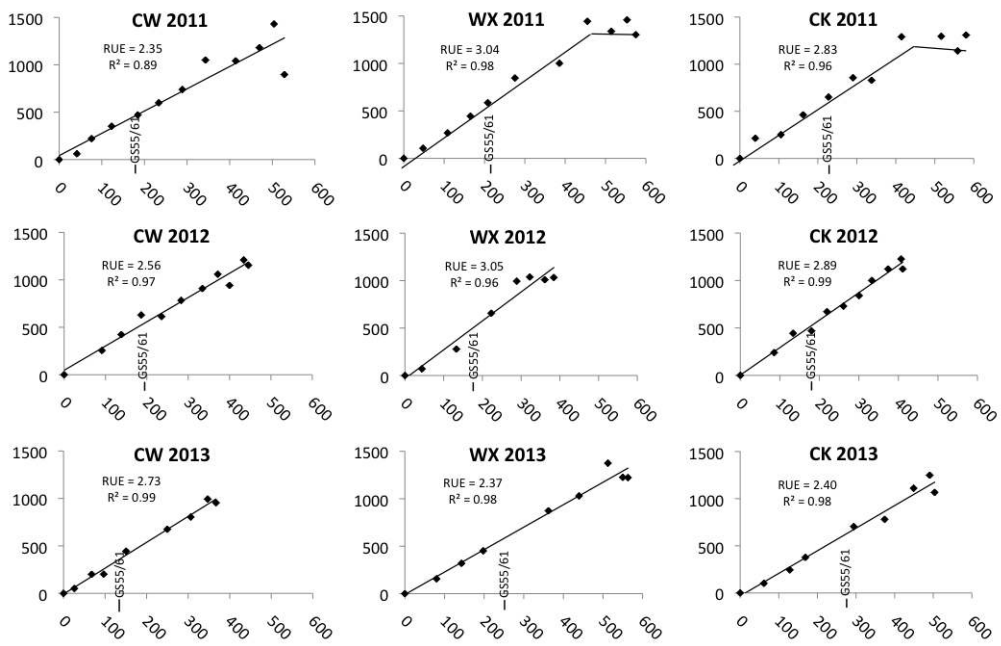 CW 2011
RUE = 2.35
R² = 0.89
1500
1000
500
0
GS55/61
0 100 200 300 400 500 600
WX 2011
RUE = 3.04
R² = 0.98
1500
1000
500
0
GS55/61
0 100 200 300 400 500 600
CK 2011
RUE = 2.83
R² = 0.96
1500
1000
500
0
GS55/61
0 100 200 300 400 500 600
CW 2012
RUE = 2.56
R² = 0.97
1500
1000
500
0
GS55/61
0 100 200 300 400 500 600
WX 2012
RUE = 3.05
R² = 0.96
1500
1000
500
0
GS55/61
0 100 200 300 400 500 600
CK 2012
RUE = 2.89
R² = 0.99
1500
1000
500
0
GS55/61
0 100 200 300 400 500 600
CW 2013
RUE = 2.73
R² = 0.99
1500
1000
500
0
GS55/61
0 100 200 300 400 500 600
WX 2013
RUE = 2.37
R² = 0.98
1500
1000
500
0
GS55/61
0 100 200 300 400 500 600
CK 2013
RUE = 2.40
R² = 0.98
1500
1000
500
0
GS55/61
0 100 200 300 400 500 600